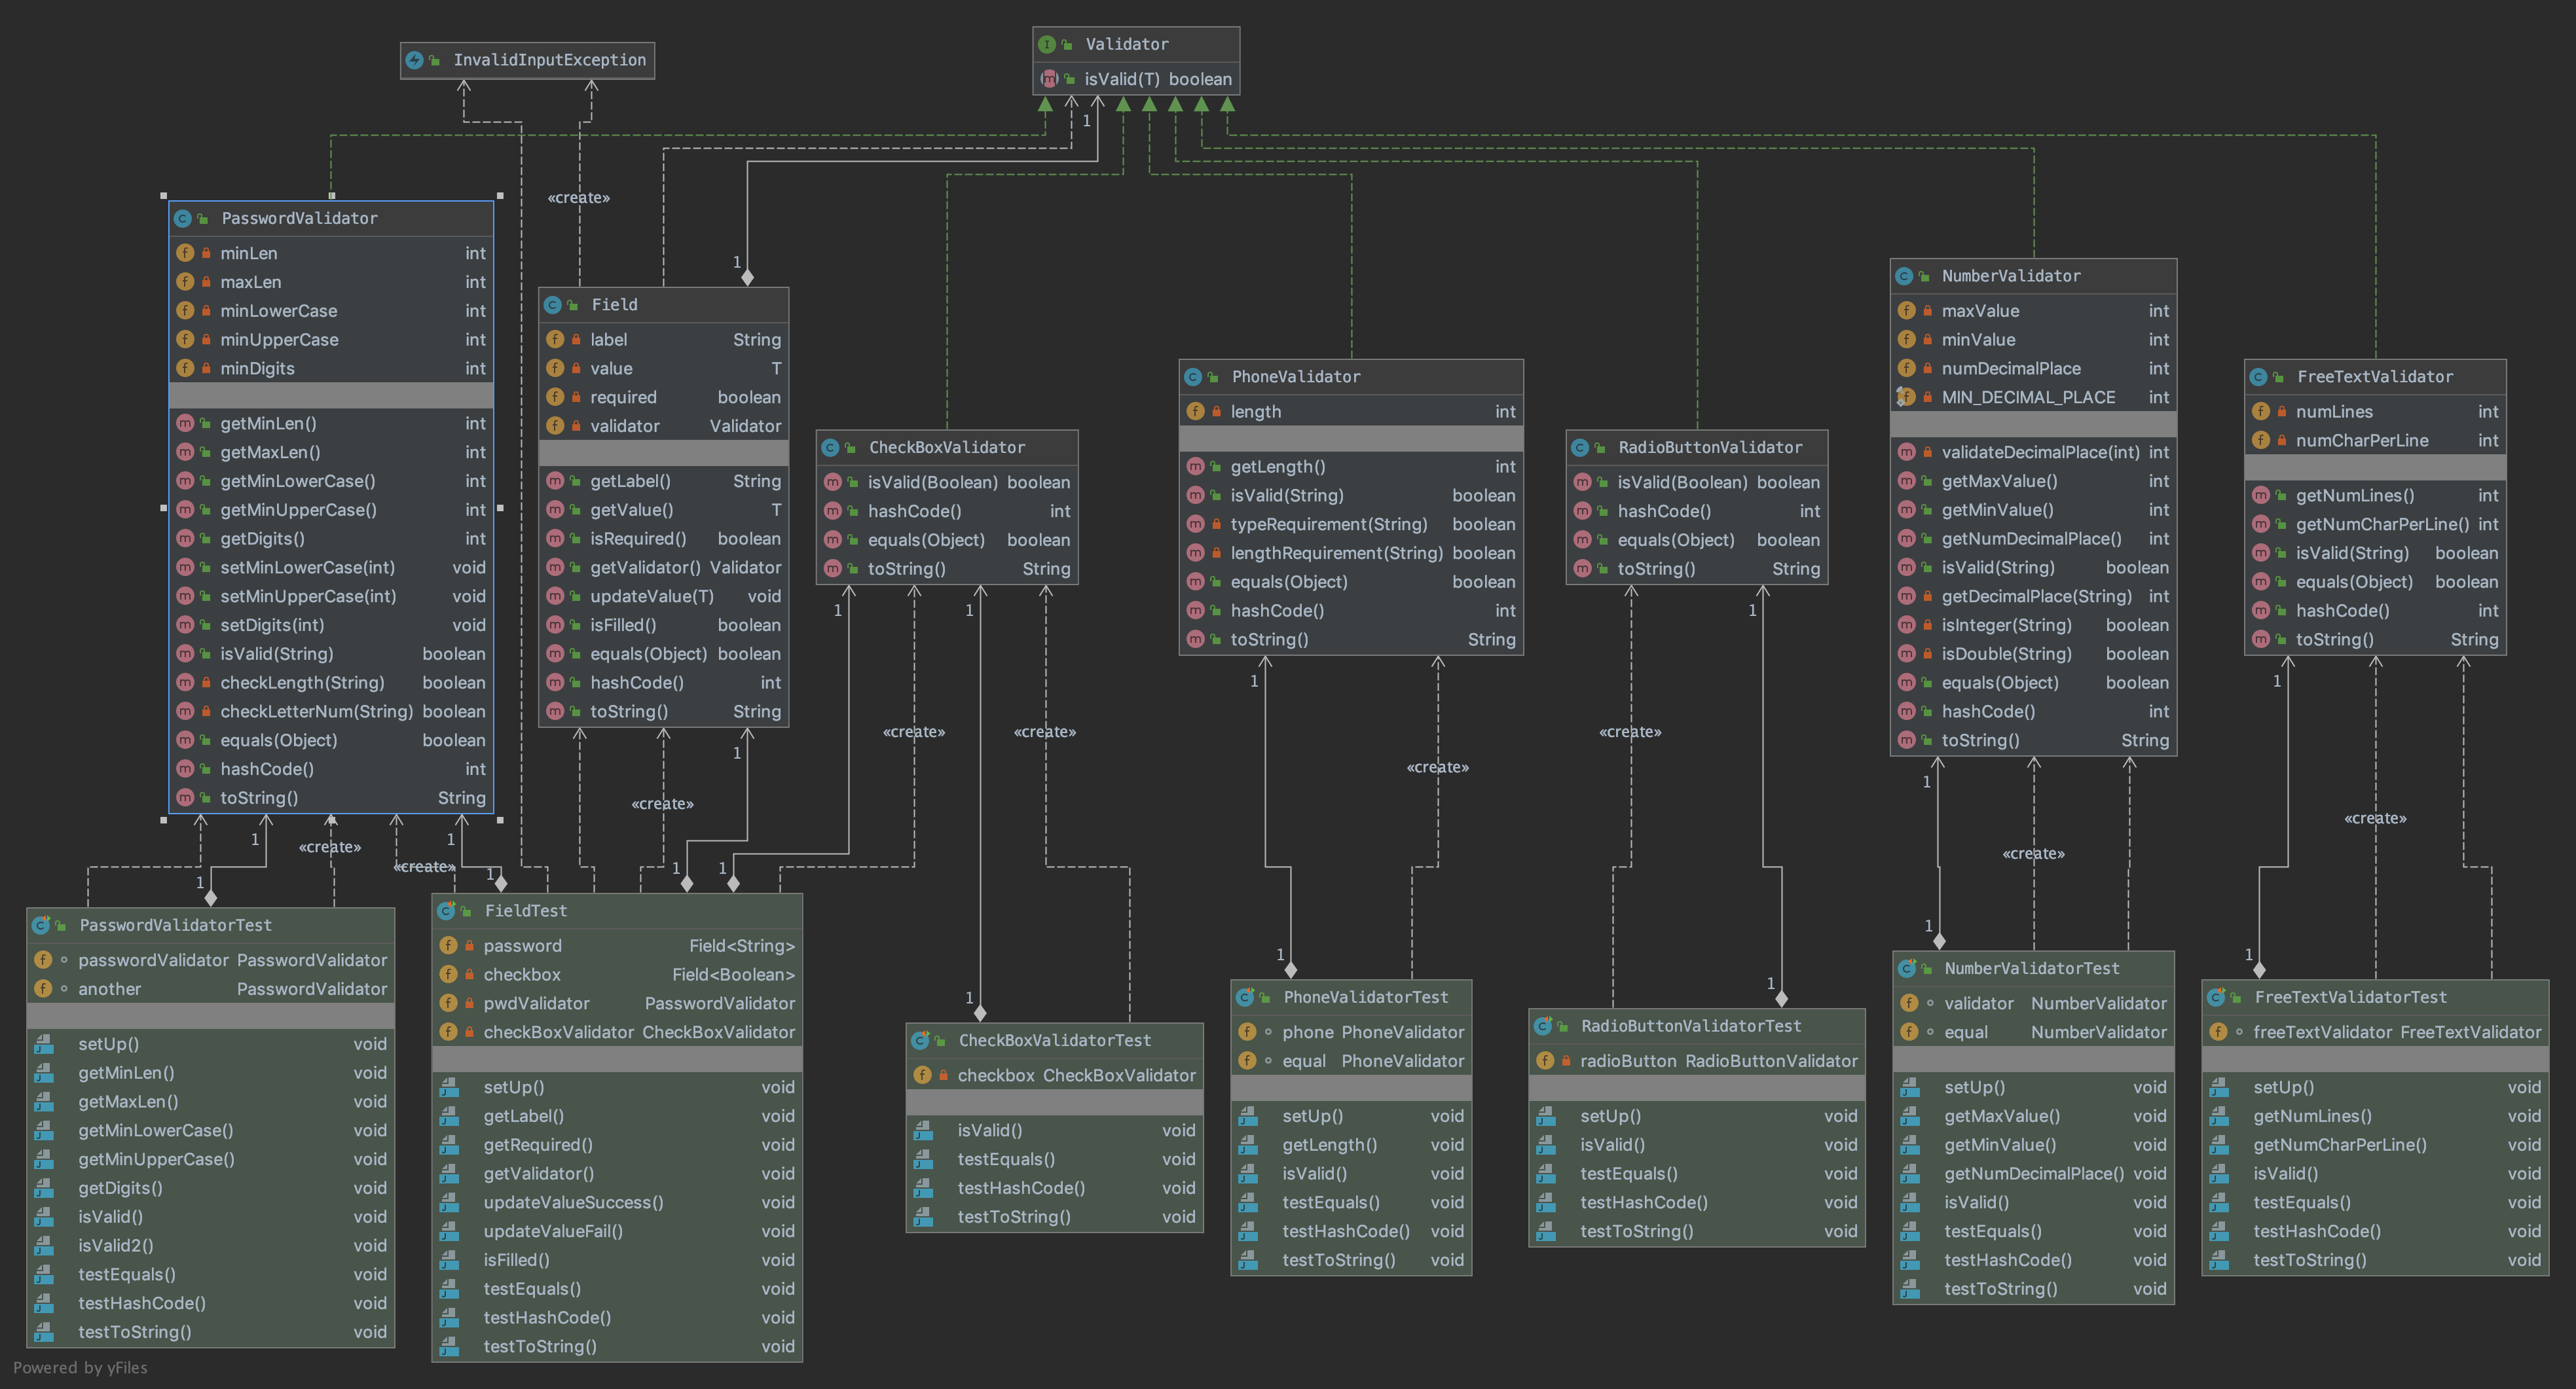 InvalidInputException
Validator
isValid(T) boolean
1
«create»
1
PasswordValidator
minLen int
maxLen int
minLowerCase int
minUpperCase int
minDigits int
getMinLen() int
getMaxLen() int
getMinLowerCase() int
getMinUpperCase() int
getDigits() int
setMinLowerCase(int) void
setMinUpperCase(int) void
setDigits(int) void
isValid(String) boolean
checkLength(String) boolean
checkLetterNum(String) boolean
equals(Object) boolean
hashCode() int
toString() String
Field
label String
value T
required boolean
validator Validator
getLabel() String
getValue() T
isRequired() boolean
getValidator() Validator
updateValue(T) void
isFilled() boolean
equals(Object) boolean
hashCode() int
toString() String
CheckBoxValidator
isValid(Boolean) boolean
hashCode() int
equals(Object) boolean
toString() String
PhoneValidator
length int
getLength() int
isValid(String) boolean
typeRequirement(String) boolean
lengthRequirement(String) boolean
equals(Object) boolean
hashCode() int
toString() String
RadioButtonValidator
isValid(Boolean) boolean
hashCode() int
equals(Object) boolean
toString() String
NumberValidator
maxValue int
minValue int
numDecimalPlace int
MIN_DECIMAL_PLACE int
validateDecimalPlace(int) int
getMaxValue() int
getMinValue() int
getNumDecimalPlace() int
isValid(String) boolean
getDecimalPlace(String) int
isInteger(String) boolean
isDouble(String) boolean
equals(Object) boolean
hashCode() int
toString() String
FreeTextValidator
numLines int
numCharPerLine int
getNumLines() int
getNumCharPerLine() int
isValid(String) boolean
equals(Object) boolean
hashCode() int
toString() String
1
1
1
1
1
«create»
«create»
«create»
1
«create»
«create»
1
1
1
«create»
«create»
«create»
«create»
1
1
1
1
1
1
1
1
1
1
PasswordValidatorTest
passwordValidator PasswordValidator
another PasswordValidator
setUp() void
getMinLen() void
getMaxLen() void
getMinLowerCase() void
getMinUpperCase() void
getDigits() void
isValid() void
isValid2() void
testEquals() void
testHashCode() void
testToString() void
FieldTest
password Field<String>
checkbox Field<Boolean>
pwdValidator PasswordValidator
checkBoxValidator CheckBoxValidator
setUp() void
getLabel() void
getRequired() void
getValidator() void
updateValueSuccess() void
updateValueFail() void
isFilled() void
testEquals() void
testHashCode() void
testToString() void
CheckBoxValidatorTest
checkbox CheckBoxValidator
isValid() void
testEquals() void
testHashCode() void
testToString() void
PhoneValidatorTest
phone PhoneValidator
equal PhoneValidator
setUp() void
getLength() void
isValid() void
testEquals() void
testHashCode() void
testToString() void
RadioButtonValidatorTest
radioButton RadioButtonValidator
setUp() void
isValid() void
testEquals() void
testHashCode() void
testToString() void
NumberValidatorTest
validator NumberValidator
equal NumberValidator
setUp() void
getMaxValue() void
getMinValue() void
getNumDecimalPlace() void
isValid() void
testEquals() void
testHashCode() void
testToString() void
FreeTextValidatorTest
freeTextValidator FreeTextValidator
setUp() void
getNumLines() void
getNumCharPerLine() void
isValid() void
testEquals() void
testHashCode() void
testToString() void
Powered by yFiles